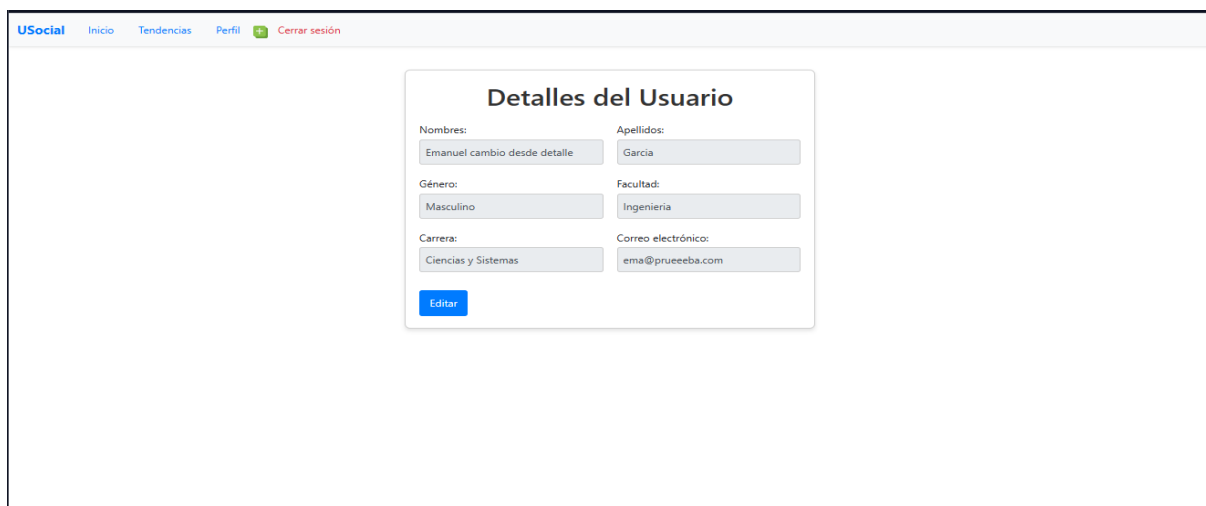 USocial Inicio Tendencias Perfil Cerrar sesión
Detalles del Usuario
Nombres: Apellidos:
Emanuel cambio desde detalle Garcia
Género: Facultad:
Masculino Ingenieria
Carrera: Correo electrónico:
Ciencias y Sistemas ema@prueeeba.com
Editar